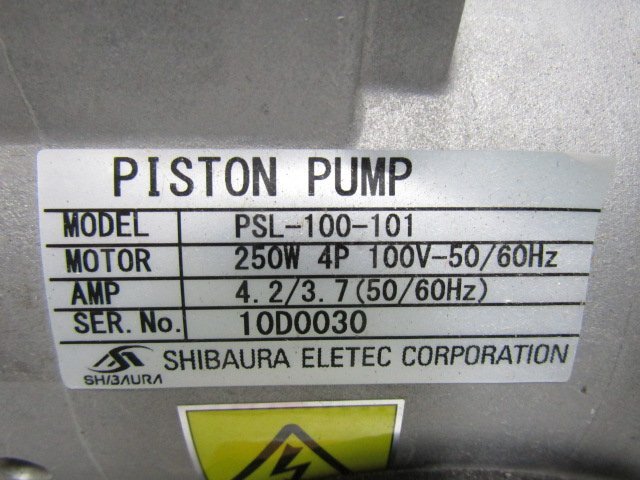 PISTON PUMP
MODEL PSL-100-101
MOTOR 250W 4P 100V-50/60Hz
AMP 4.2/3.7(50/60Hz)
SER.No. 10D0030
SHIBAURA SHIBAURA ELETEC CORPORATION